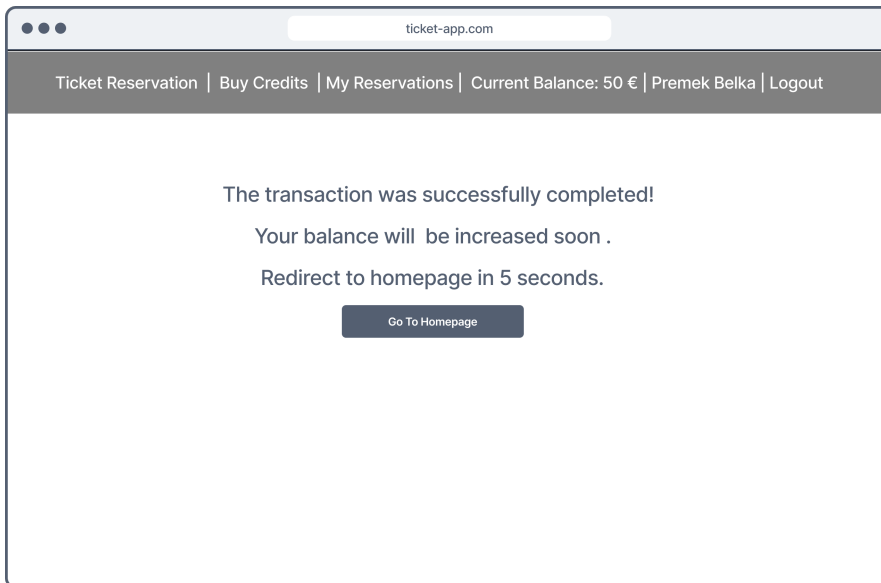 ticket-app.com
Ticket Reservation | Buy Credits | My Reservations | Current Balance: 50 € | Premek Belka | Logout
The transaction was successfully completed!
Your balance will  be increased soon .
Redirect to homepage in 5 seconds.
Go To Homepage